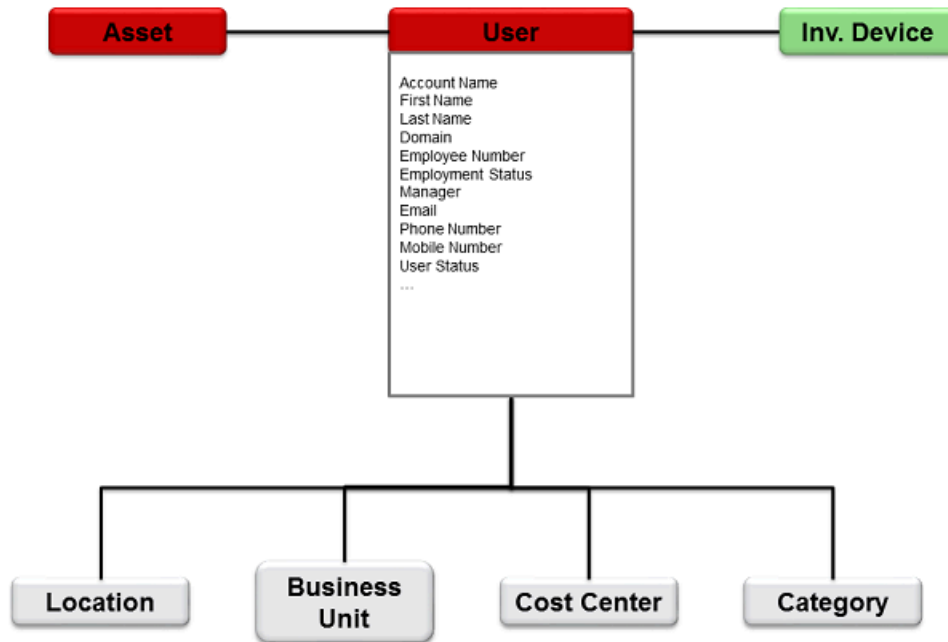 Asset
User
Inv. Device
Account Name
First Name
Last Name
Domain
Employee Number
Employment Status
Manager
Email
Phone Number
Mobile Number
User Status
...
Location
Business
Unit
Cost Center
Category